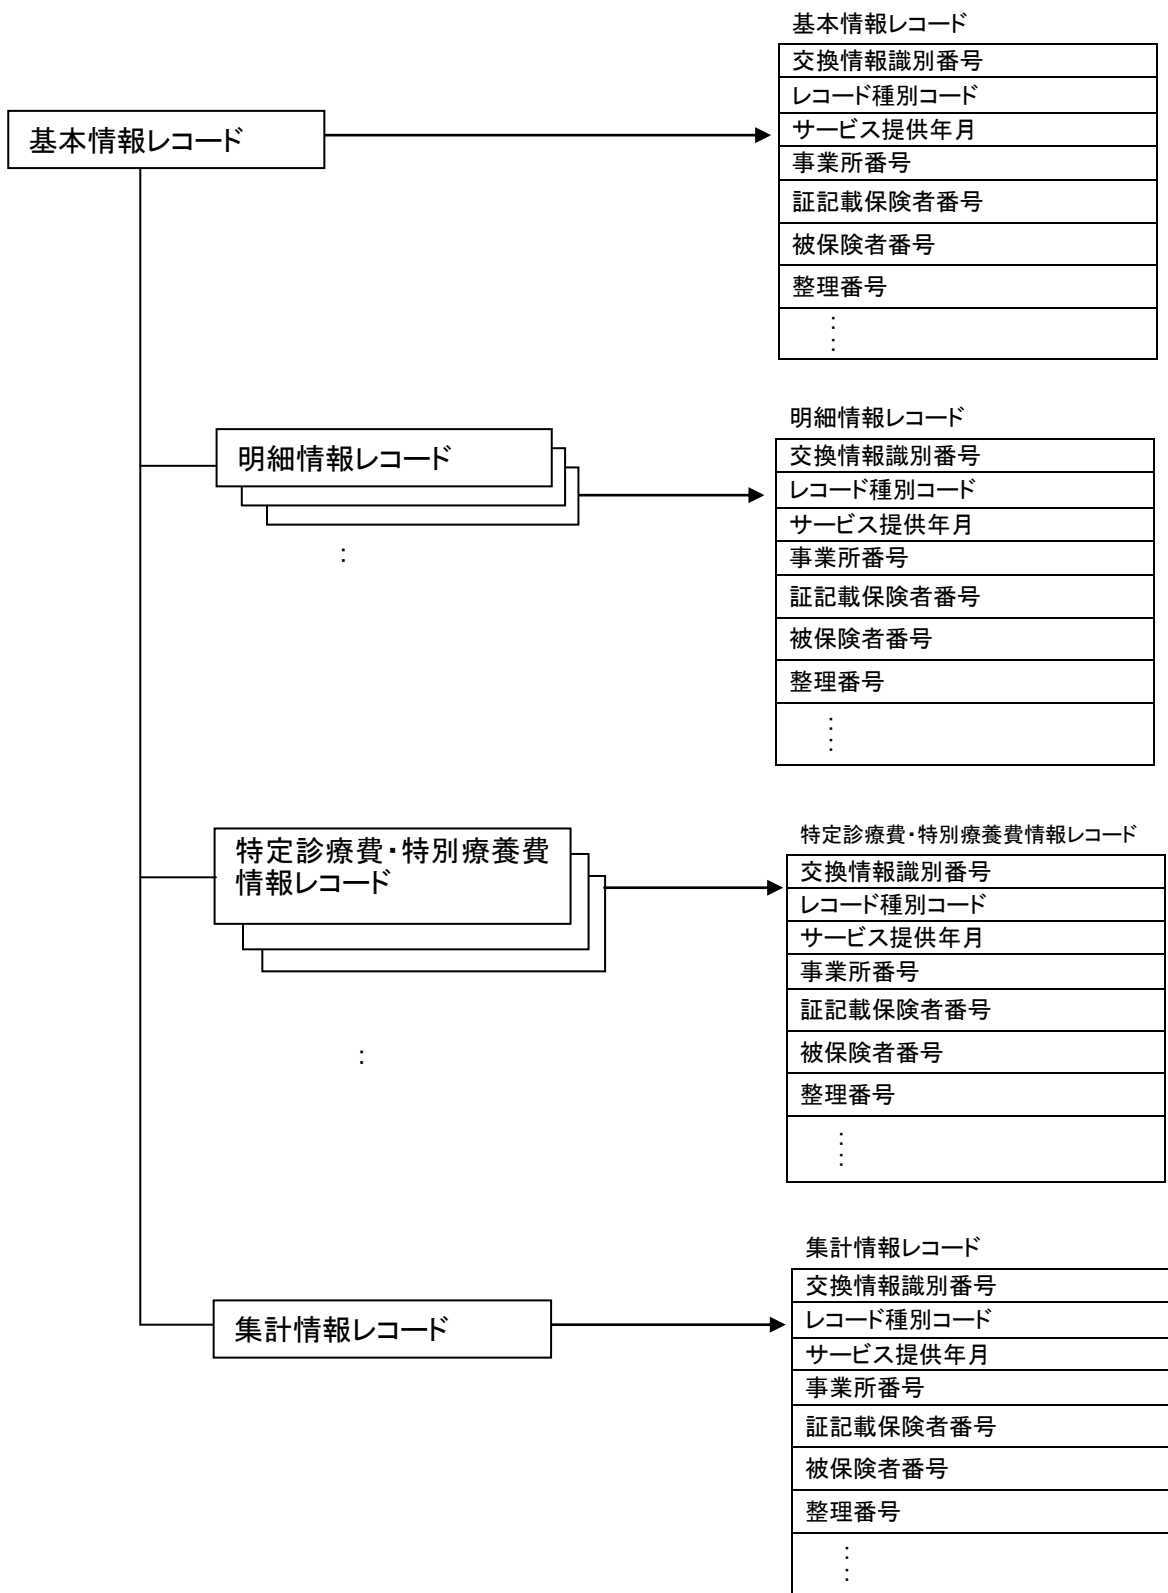 基本情報レコード
基本情報レコード
交換情報識別番号
レコード種別コード
サービス提供年月
事業所番号
証記載保険者番号
被保険者番号
整理番号
：
：
明細情報レコード
：
明細情報レコード
交換情報識別番号
レコード種別コード
サービス提供年月
事業所番号
証記載保険者番号
被保険者番号
整理番号
：
：
特定診療費・特別療養費
情報レコード
：
特定診療費・特別療養費情報レコード
交換情報識別番号
レコード種別コード
サービス提供年月
事業所番号
証記載保険者番号
被保険者番号
整理番号
：
：
集計情報レコード
集計情報レコード
交換情報識別番号
レコード種別コード
サービス提供年月
事業所番号
証記載保険者番号
被保険者番号
整理番号
：
：